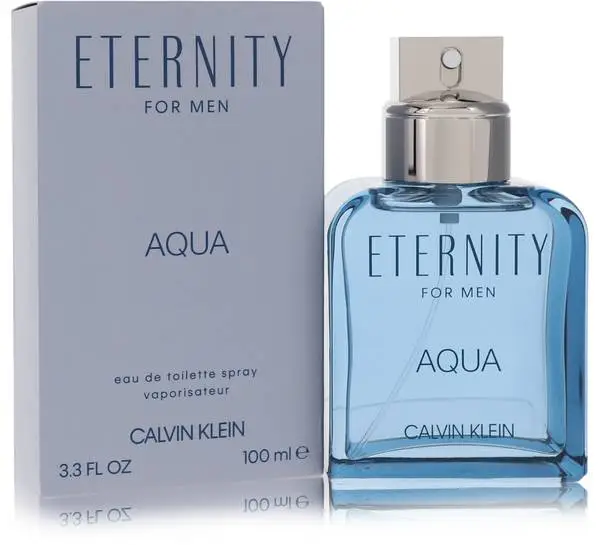 ETERNITY
FOR MEN
AQUA
eau de toilette spray
vaporisateur
CALVIN KLEIN
3.3 FL OZ 100 ml ℮
ETERNITY
FOR MEN
AQUA
CALVIN KLEIN